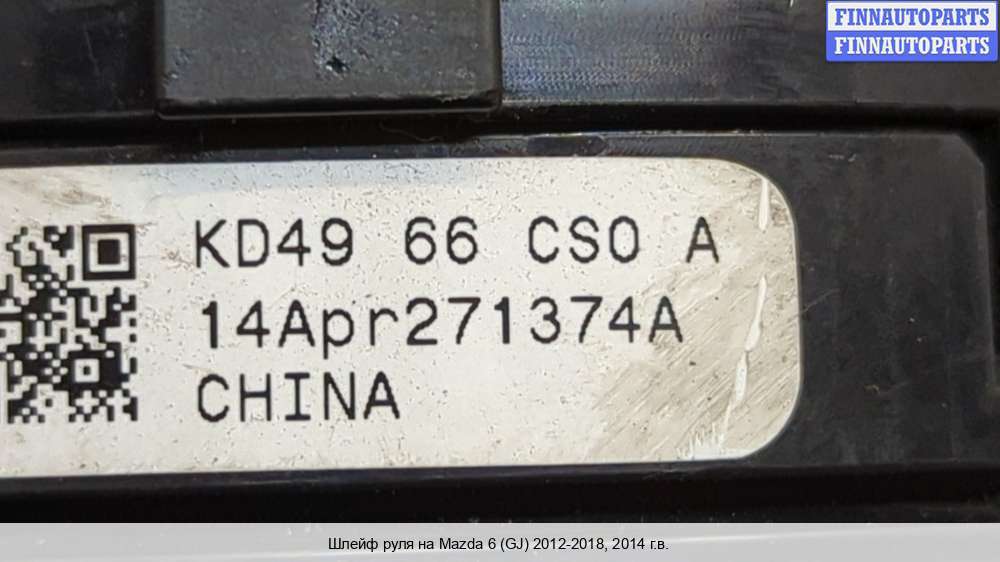 FINNAUTOPARTS
FINNAUTOPARTS
KD49 66 CS0 A
14Apr271374A
CHINA
Шлейф руля на Mazda 6 (GJ) 2012-2018, 2014 г.в.